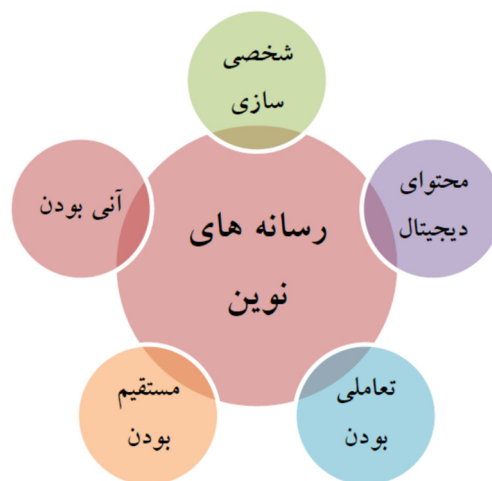 شخصی
سازی
محتوای
دیجیتال
آنی بودن
رسانه های
نوین
تعاملی
بودن
مستقیم
بودن